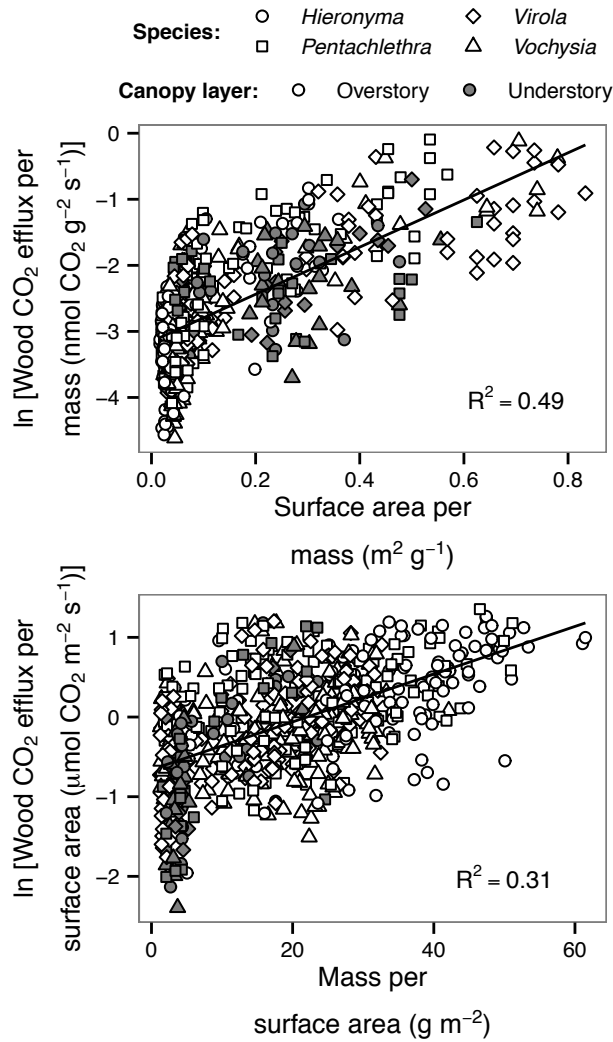 Species: Hieronyma Virola
Pentachlethra Vochysia
Canopy layer: Overstory Understory
ln [Wood CO₂ efflux per
mass (nmol CO₂ g⁻² s⁻¹)]
0
−1
−2
−3
−4
R² = 0.49
0.0 0.2 0.4 0.6 0.8
Surface area per
mass (m² g⁻¹)
ln [Wood CO₂ efflux per
surface area (μmol CO₂ m⁻² s⁻¹)]
1
0
−1
−2
R² = 0.31
0 20 40 60
Mass per
surface area (g m⁻²)